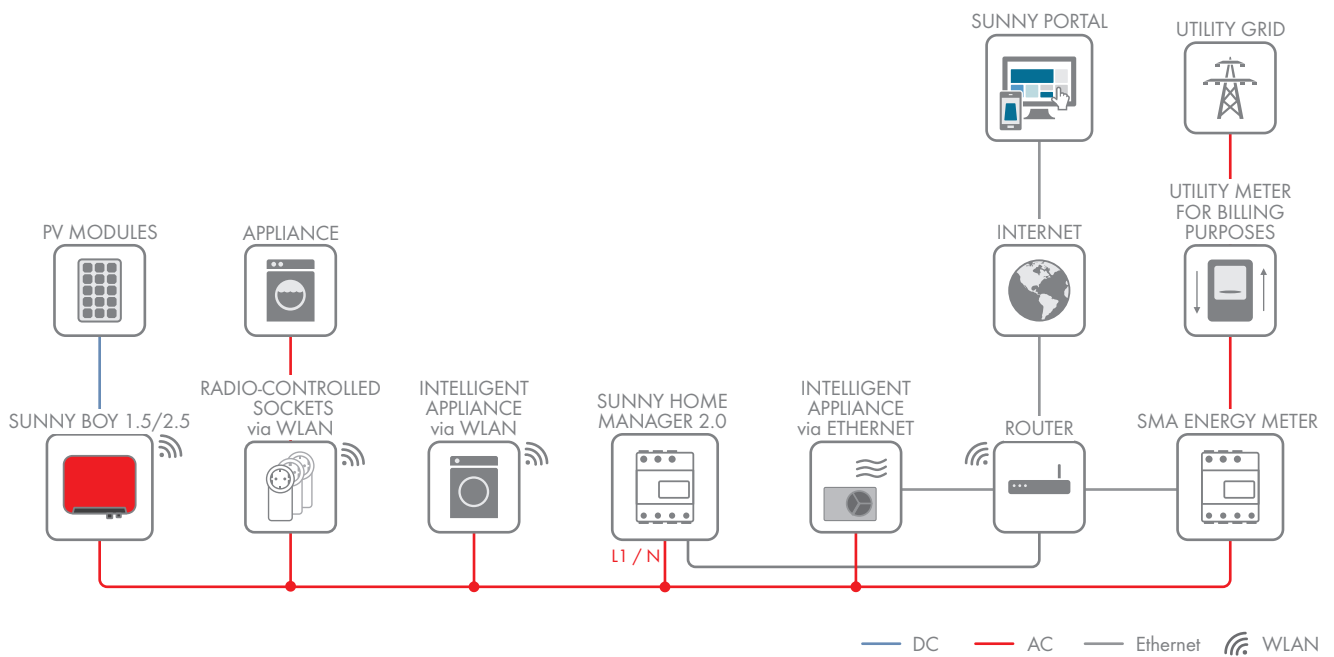 SUNNY PORTAL
UTILITY GRID
PV MODULES
APPLIANCE
INTERNET
UTILITY METER
FOR BILLING
PURPOSES
SUNNY BOY 1.5/2.5
RADIO-CONTROLLED
SOCKETS
via WLAN
INTELLIGENT
APPLIANCE
via WLAN
SUNNY HOME
MANAGER 2.0
INTELLIGENT
APPLIANCE
via ETHERNET
ROUTER
SMA ENERGY METER
L1 / N
DC
AC
Ethernet
WLAN